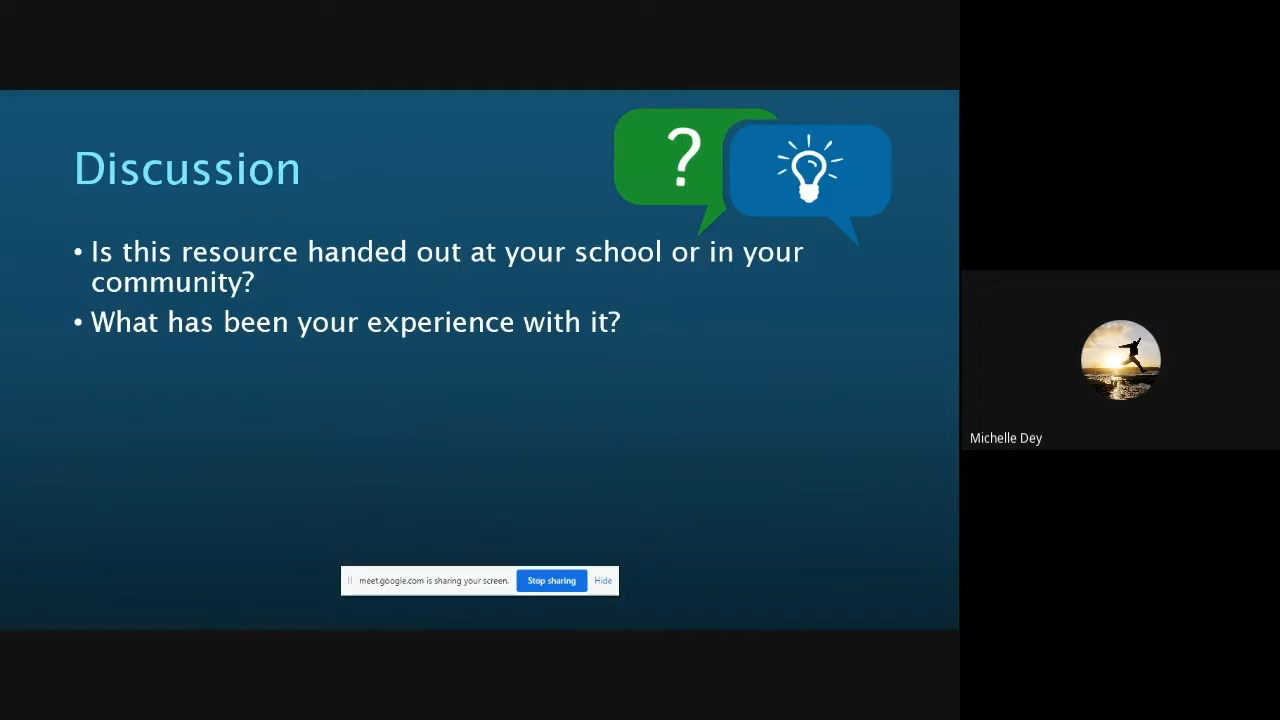 Discussion
• Is this resource handed out at your school or in your
community?
• What has been your experience with it?
?
meet.google.com is sharing your screen.
Stop sharing
Hide
Michelle Dey